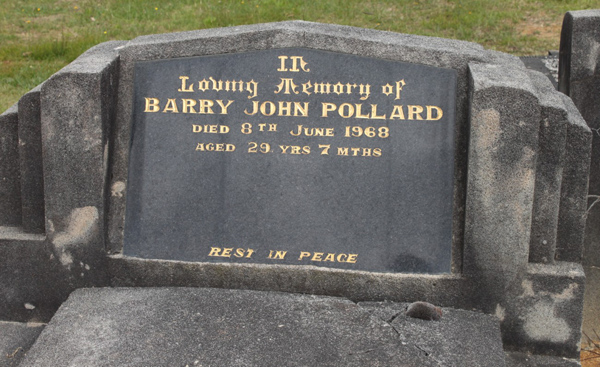 In
Loving Memory of
BARRY JOHN POLLARD
DIED 8TH JUNE 1968
AGED 29 YRS 7 MTHS
REST IN PEACE